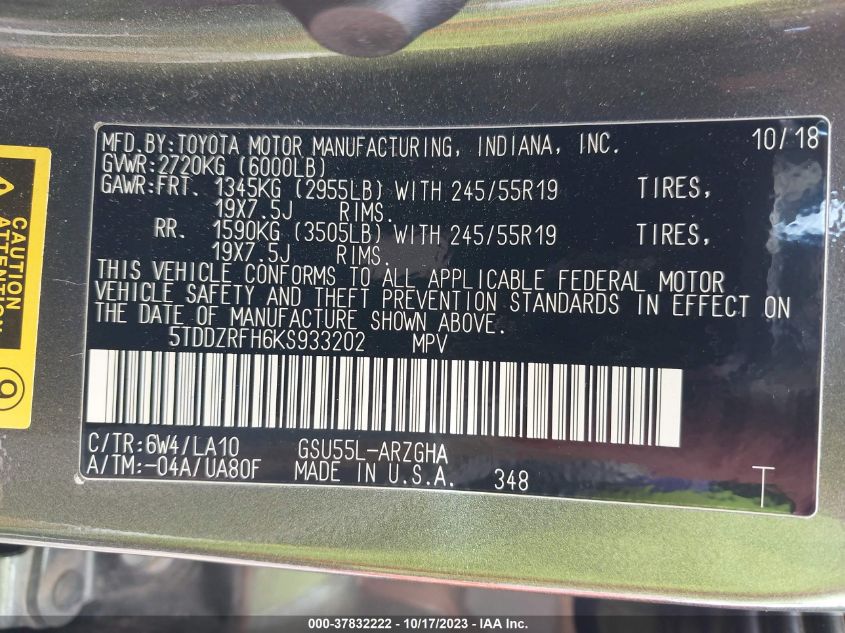 MFD.BY:TOYOTA MOTOR MANUFACTURING, INDIANA, INC. 10/18
GVWR:2720KG (6000LB)
GAWR:FRT. 1345KG (2955LB) WITH 245/55R19 TIRES,
19X7.5J RIMS.
RR. 1590KG (3505LB) WITH 245/55R19 TIRES,
19X7.5J RIMS.
THIS VEHICLE CONFORMS TO ALL APPLICABLE FEDERAL MOTOR
VEHICLE SAFETY AND THEFT PREVENTION STANDARDS IN EFFECT ON
THE DATE OF MANUFACTURE SHOWN ABOVE.
5TDDZRFH6KS933202 MPV
C/TR:6W4/LA10 GSU55L-ARZGHA
A/TM:-04A/UA80F MADE IN U.S.A. 348 T
CAUTION
ATTENTION
000-37832222 - 10/17/2023 - IAA Inc.